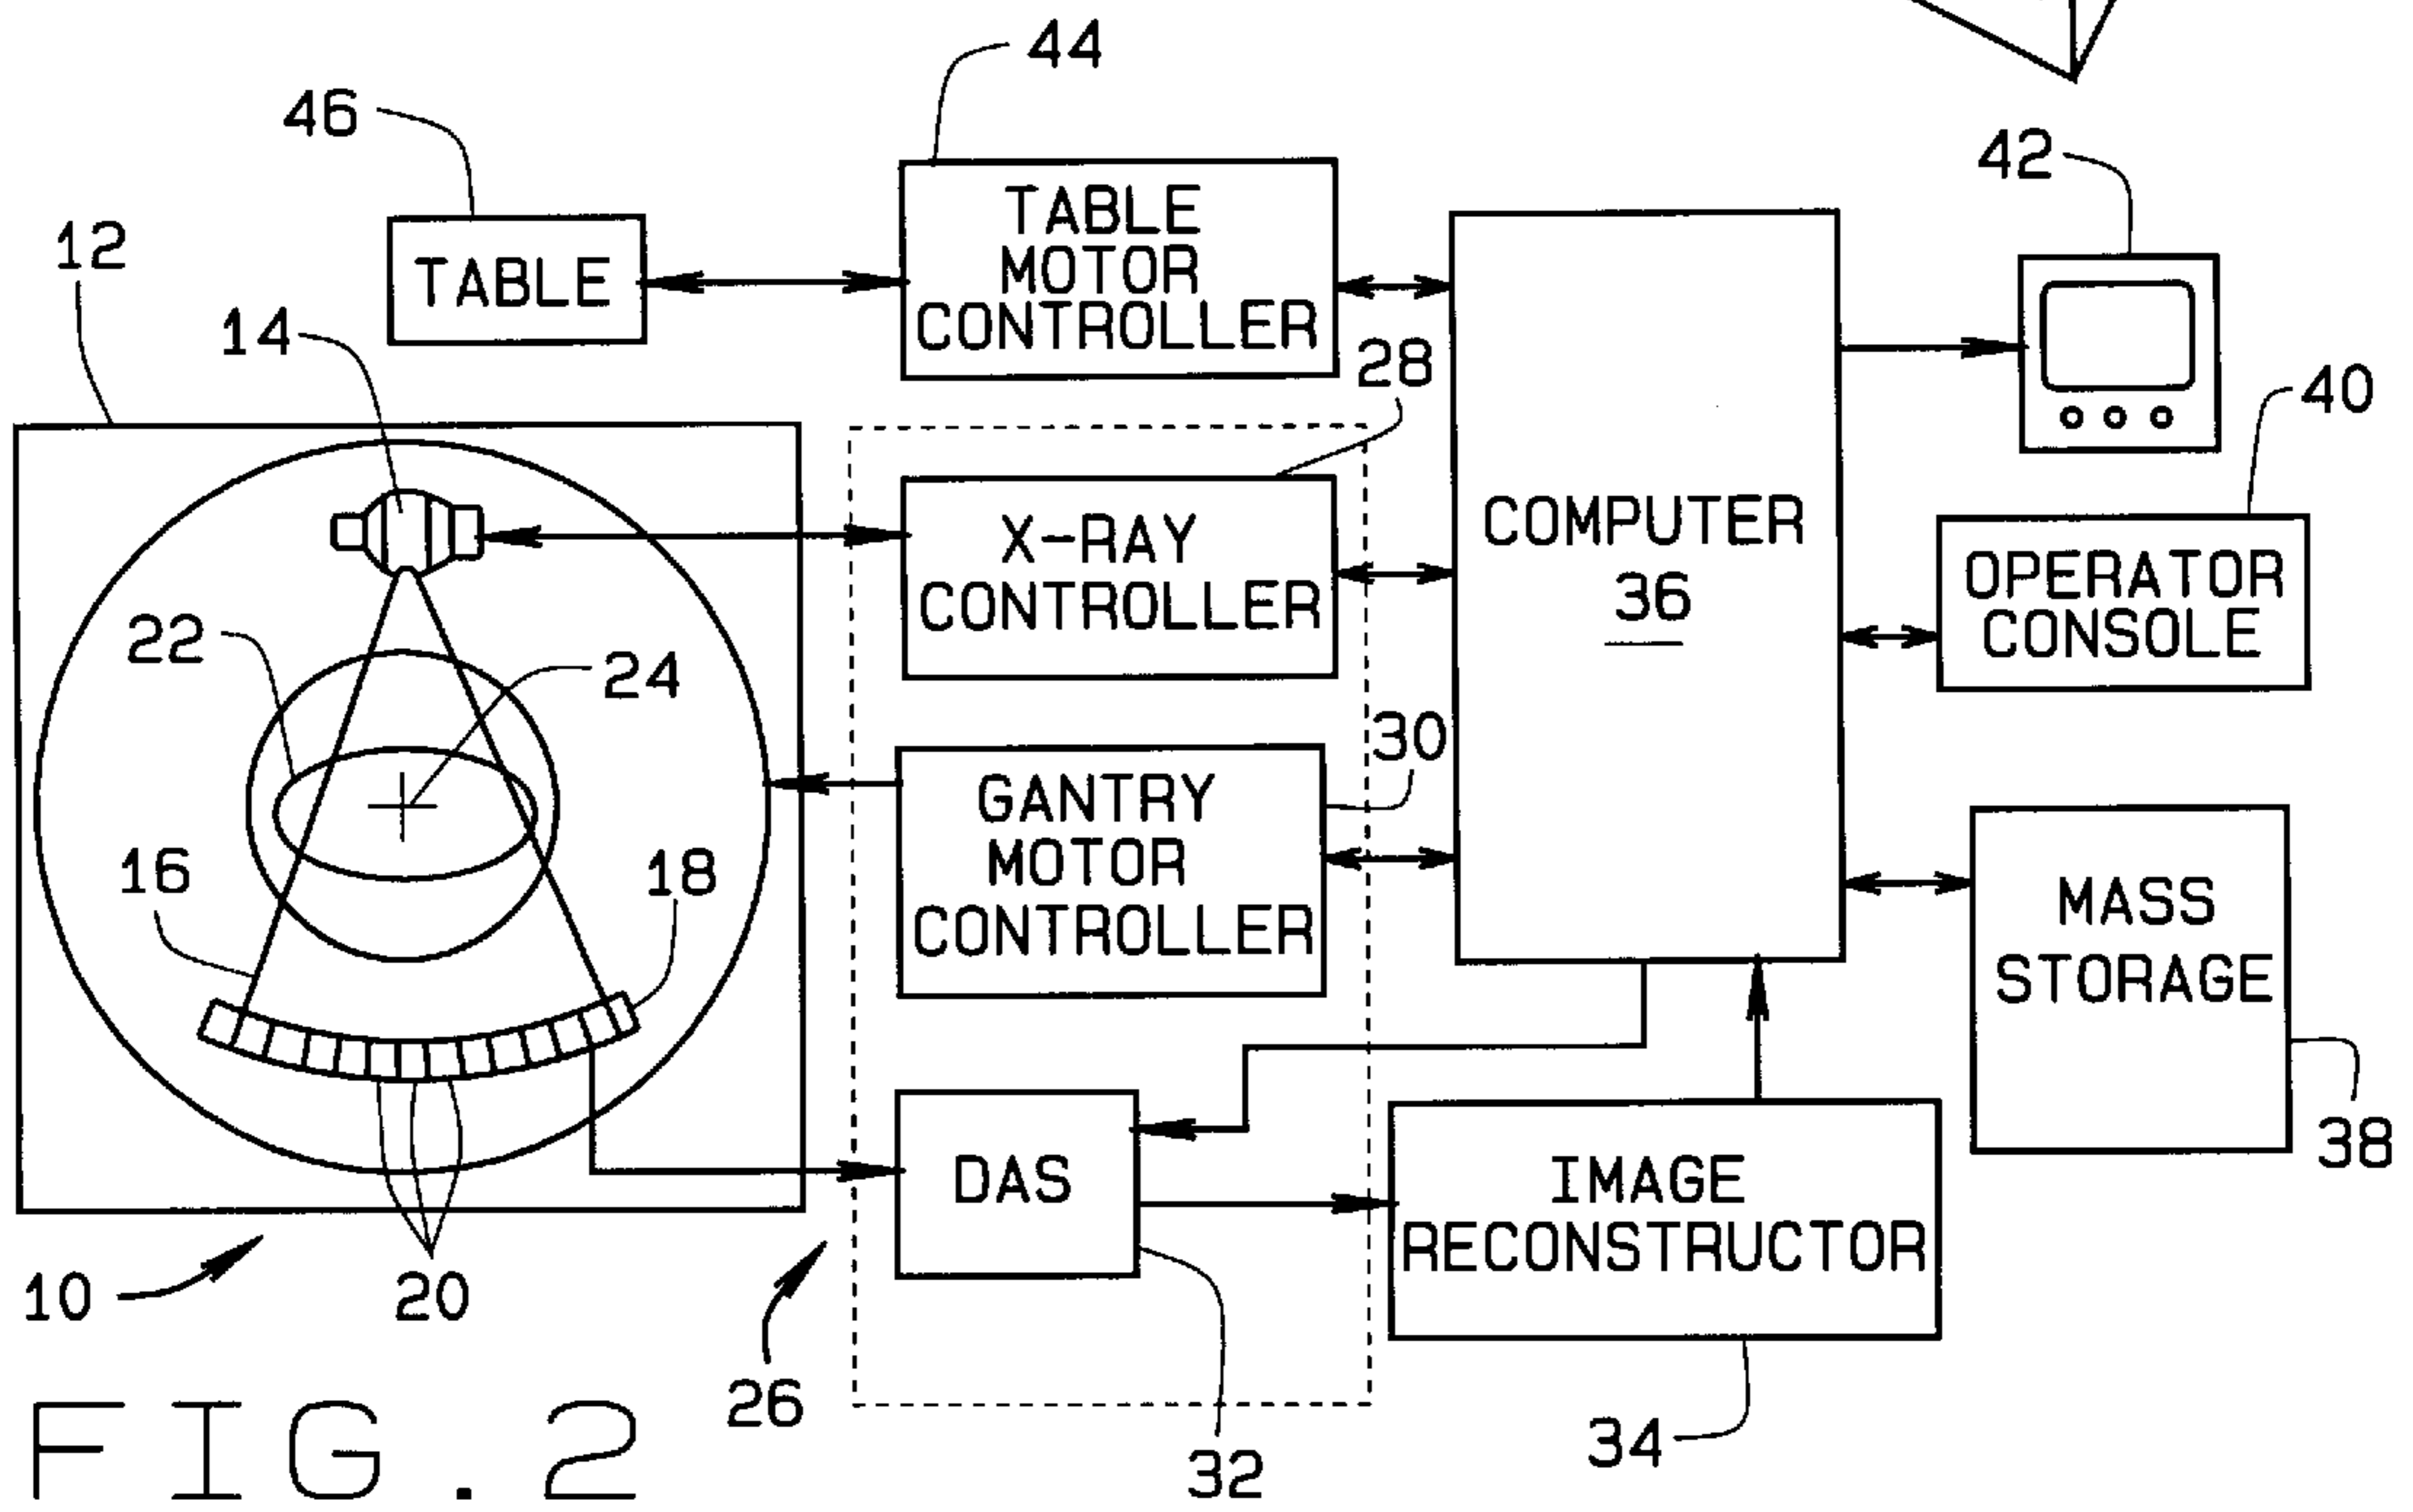 44
46
42
12
TABLE
MOTOR
CONTROLLER
TABLE
14
28
40
X-RAY
CONTROLLER
COMPUTER
36
OPERATOR
CONSOLE
22
24
30
GANTRY
MOTOR
CONTROLLER
16
18
MASS
STORAGE
38
DAS
IMAGE
RECONSTRUCTOR
10
20
26
32
34
FIG. 2